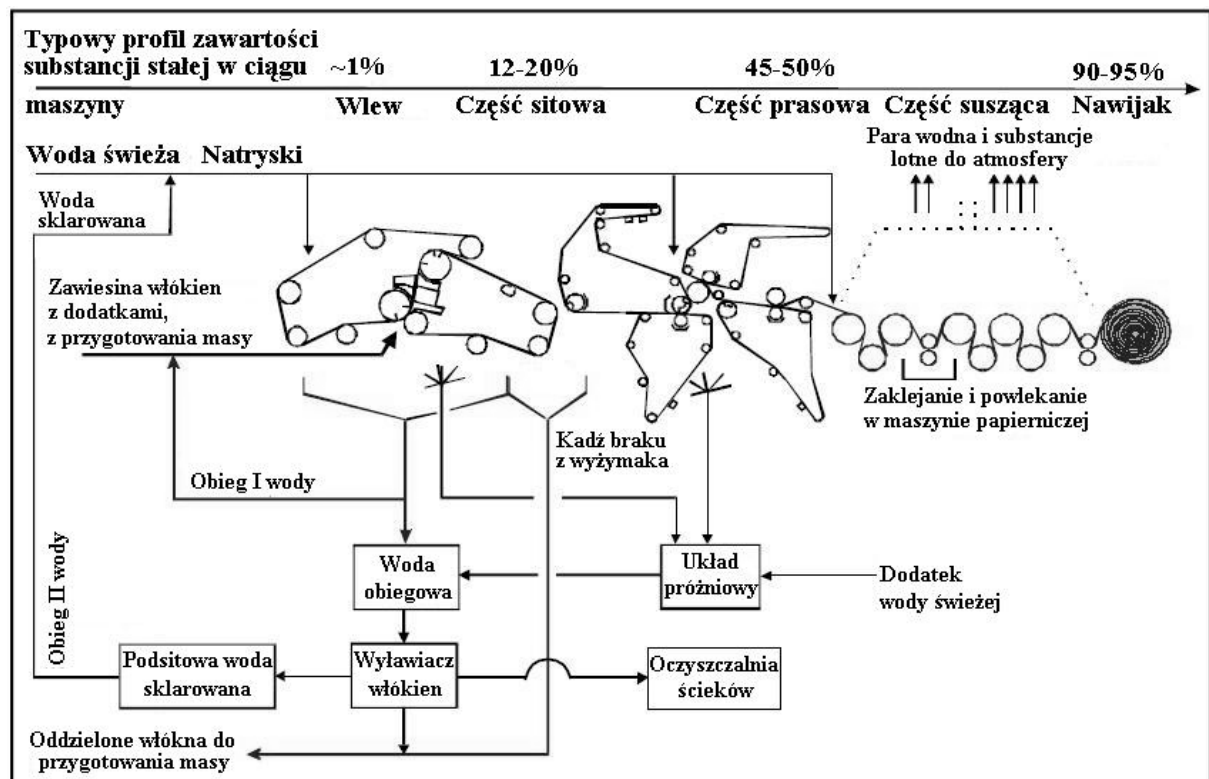 Typowy profil zawartości
substancji stałej w ciągu
maszyny
~1%
12-20%
45-50%
90-95%
Wlew
Część sitowa
Część prasowa
Część susząca
Nawijak
Para wodna i substancje
lotne do atmosfery
Woda świeża
Natryski
Woda
sklarowana
Zawiesina włókien
z dodatkami,
z przygotowania masy
Zaklejanie i powlekanie
w maszynie papierniczej
Kadź braku
z wyżymaka
Obieg I wody
Obieg II wody
Woda
obiegowa
Układ
próżniowy
Dodatek
wody świeżej
Podsitowa woda
sklarowana
Wyławiacz
włókien
Oczyszczalnia
ścieków
Oddzielone włókna do
przygotowania masy